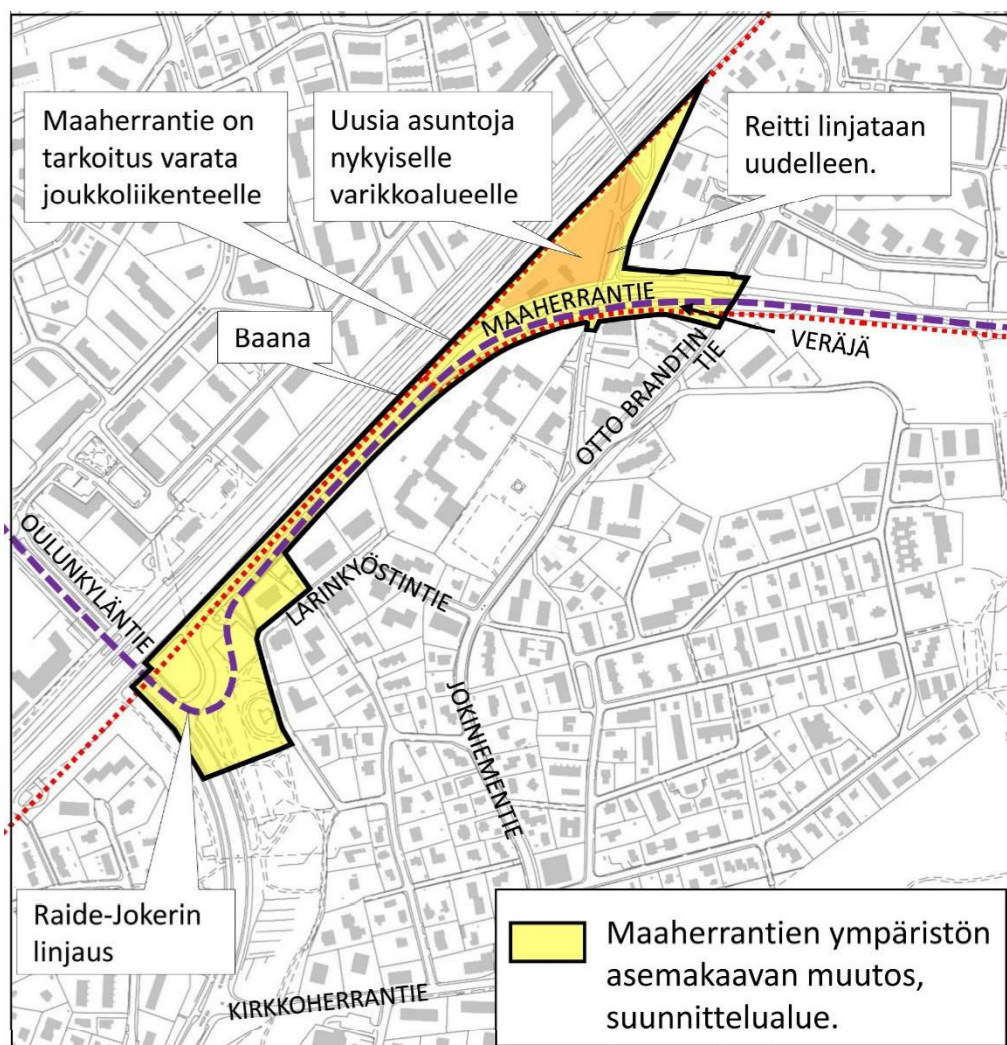 Maaherrantie on
tarkoitus varata
joukkoliikenteelle
Uusia asuntoja
nykyiselle
varikkoalueelle
Reitti linjataan
uudelleen.
Baana
MAAHERRANTIE
VERÄJÄ
OTTO BRANDTIN
TIE
OULUNKYLÄNTIE
LARINKYÖSTINTIE
JOKINIEMENTIE
Raide-Jokerin
linjaus
KIRKKOHERRANTIE
Maaherrantien ympäristön
asemakaavan muutos,
suunnittelualue.